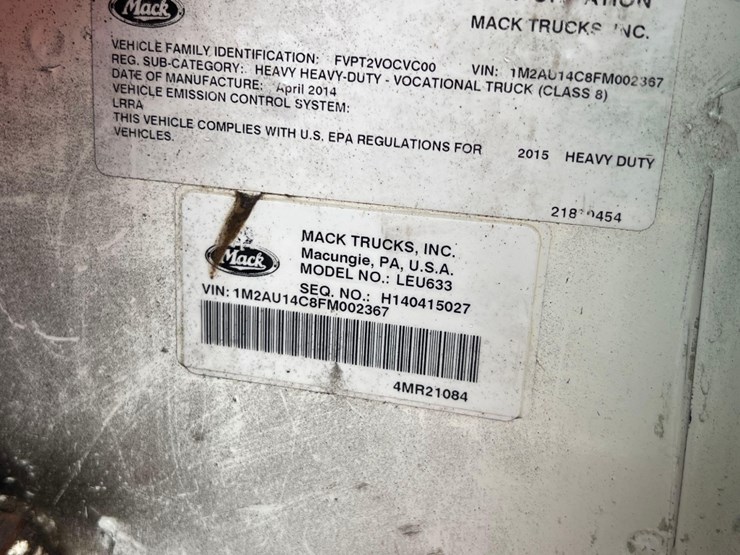 Mack
MACK TRUCKS INC.
VEHICLE FAMILY IDENTIFICATION: FVPT2VOCVC00 VIN: 1M2AU14C8FM002367
REG. SUB-CATEGORY: HEAVY HEAVY-DUTY - VOCATIONAL TRUCK (CLASS 8)
DATE OF MANUFACTURE: April 2014
VEHICLE EMISSION CONTROL SYSTEM:
LRRA
THIS VEHICLE COMPLIES WITH U.S. EPA REGULATIONS FOR 2015 HEAVY DUTY
VEHICLES.
Mack
MACK TRUCKS, INC.
Macungie, PA, U.S.A.
MODEL NO.: LEU633
SEQ. NO.: H140415027
VIN: 1M2AU14C8FM002367
4MR21084